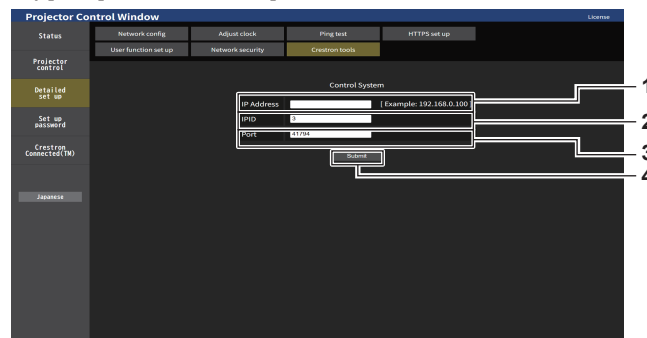 Projector Control Window
License
Status
Network config
Adjust clock
Ping test
HTTPS set up
User function set up
Network security
Crestron tools
Projector
control
Detailed
set up
Set up
password
Crestron
Connected(TM)
Japanese
Control System
IP Address
[ Example: 192.168.0.100 ]
IPID
3
Port
41794
Submit
1
2
3
4